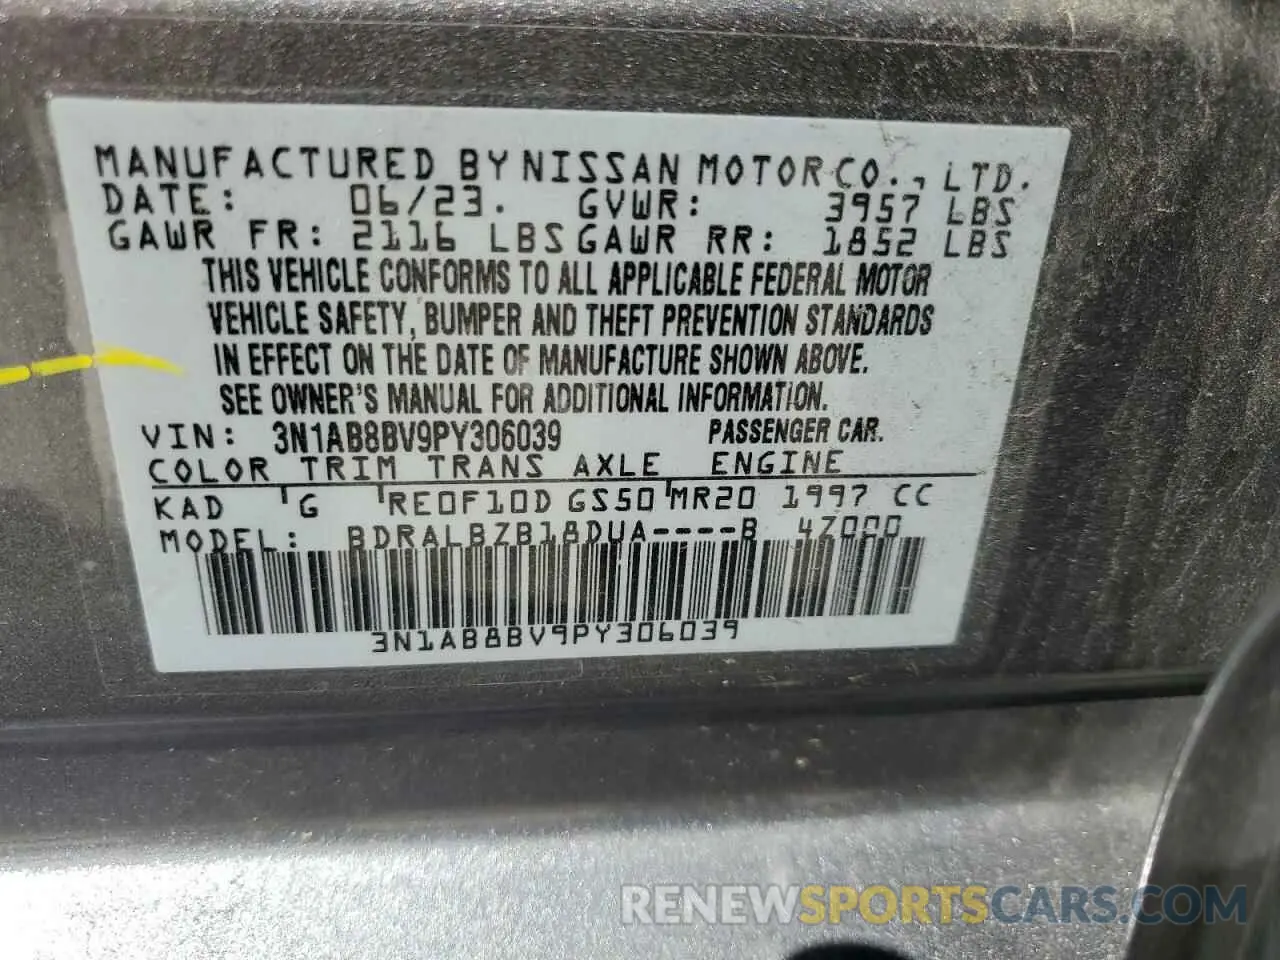 MANUFACTURED BY NISSAN MOTOR CO., LTD.
DATE: 06/23. GVWR: 3957 LBS
GAWR FR: 2116 LBS GAWR RR: 1852 LBS
THIS VEHICLE CONFORMS TO ALL APPLICABLE FEDERAL MOTOR
VEHICLE SAFETY, BUMPER AND THEFT PREVENTION STANDARDS
IN EFFECT ON THE DATE OF MANUFACTURE SHOWN ABOVE.
SEE OWNER'S MANUAL FOR ADDITIONAL INFORMATION.
VIN: 3N1AB8BV9PY306039 PASSENGER CAR.
COLOR TRIM TRANS AXLE ENGINE
KAD G RE0F10D GS50 MR20 1997 CC
MODEL: BDRALBZB18DUA----B 4Z000
3N1AB8BV9PY306039
RENEWSPORTSCARS.COM